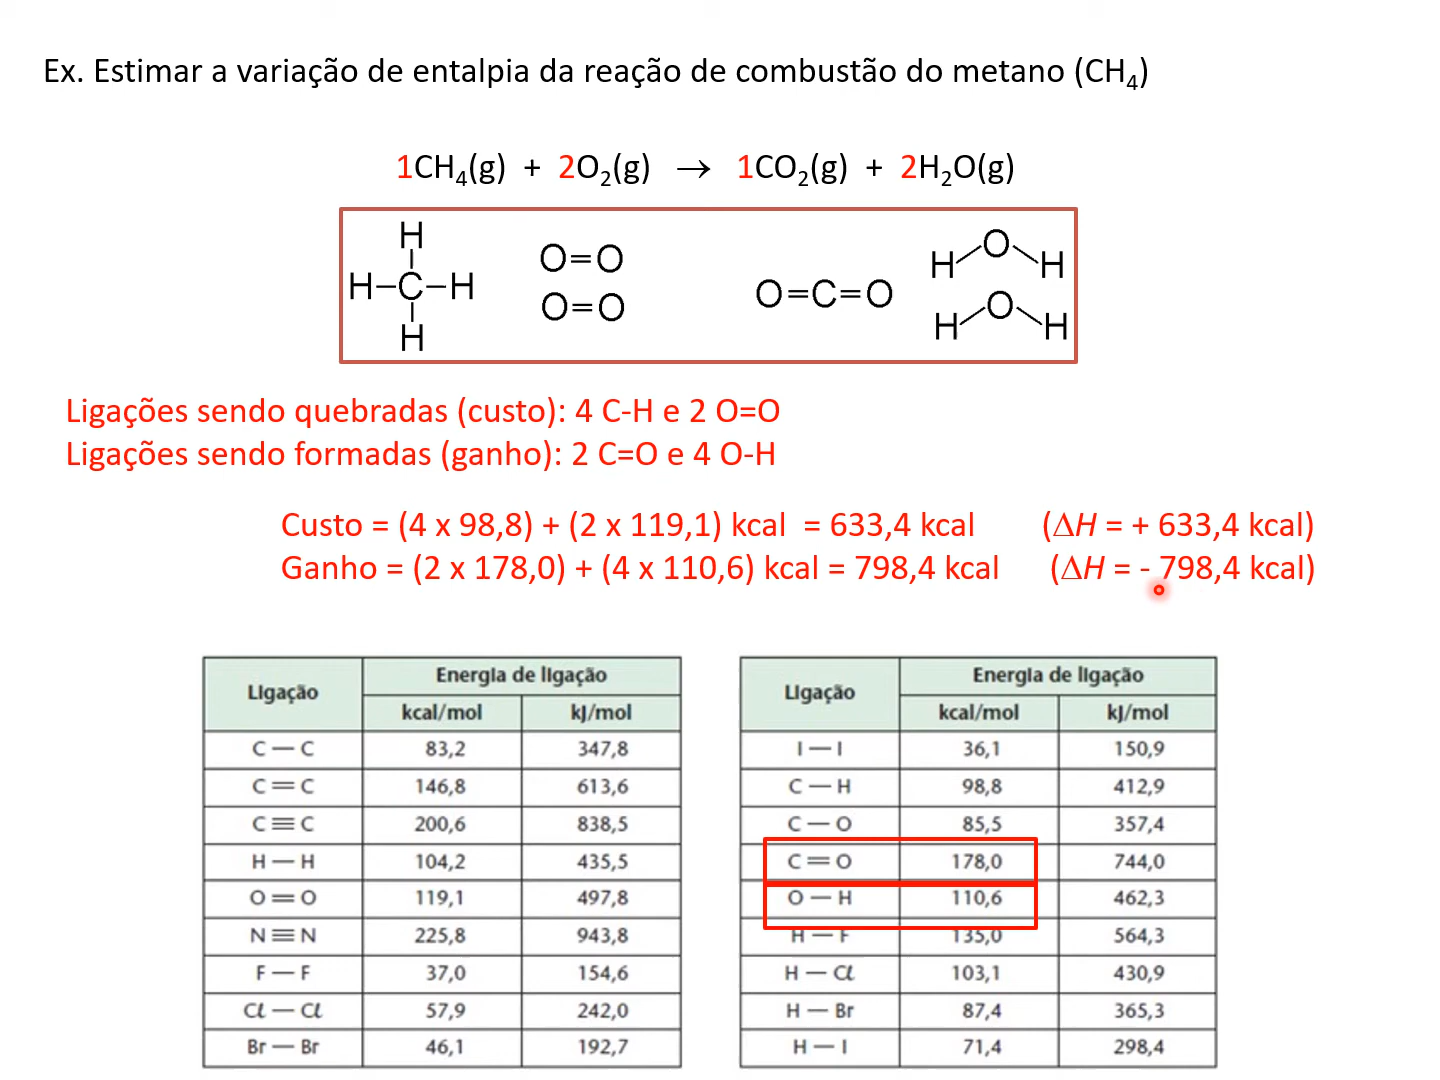 Ex. Estimar a variação de entalpia da reação de combustão do metano (CH4)
1CH4(g) + 2O2(g) → 1CO2(g) + 2H2O(g)
H
H–C–H
H
O=O
O=O
O=C=O
H O H
H O H
Ligações sendo quebradas (custo): 4 C-H e 2 O=O
Ligações sendo formadas (ganho): 2 C=O e 4 O-H
Custo = (4 x 98,8) + (2 x 119,1) kcal = 633,4 kcal (ΔH = + 633,4 kcal)
Ganho = (2 x 178,0) + (4 x 110,6) kcal = 798,4 kcal (ΔH = - 798,4 kcal)
Ligação Energia de ligação
kcal/mol kJ/mol
C — C 83,2 347,8
C = C 146,8 613,6
C ≡ C 200,6 838,5
H — H 104,2 435,5
O = O 119,1 497,8
N ≡ N 225,8 943,8
F — F 37,0 154,6
Cl — Cl 57,9 242,0
Br — Br 46,1 192,7
Ligação Energia de ligação
kcal/mol kJ/mol
I — I 36,1 150,9
C — H 98,8 412,9
C — O 85,5 357,4
C = O 178,0 744,0
O — H 110,6 462,3
H — F 135,0 564,3
H — Cl 103,1 430,9
H — Br 87,4 365,3
H — I 71,4 298,4